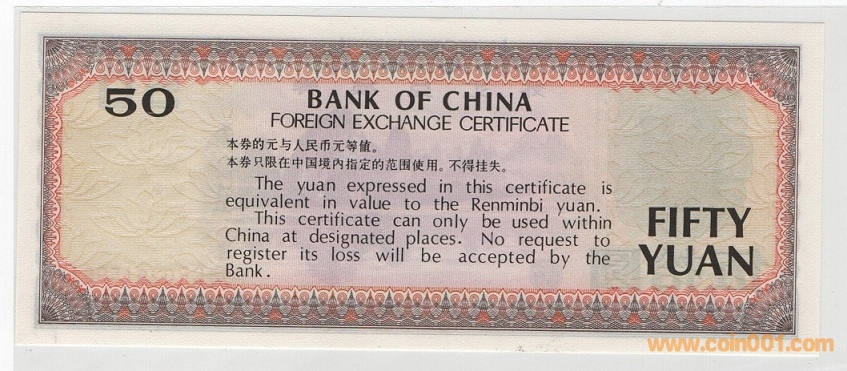 50
BANK OF CHINA
FOREIGN EXCHANGE CERTIFICATE
本券的元与人民币元等值。
本券只限在中国境内指定的范围使用。不得挂失。
The yuan expressed in this certificate is
equivalent in value to the Renminbi yuan.
This certificate can only be used within
China at designated places. No request to
register its loss will be accepted by the
Bank.
FIFTY
YUAN
www.coin001.com